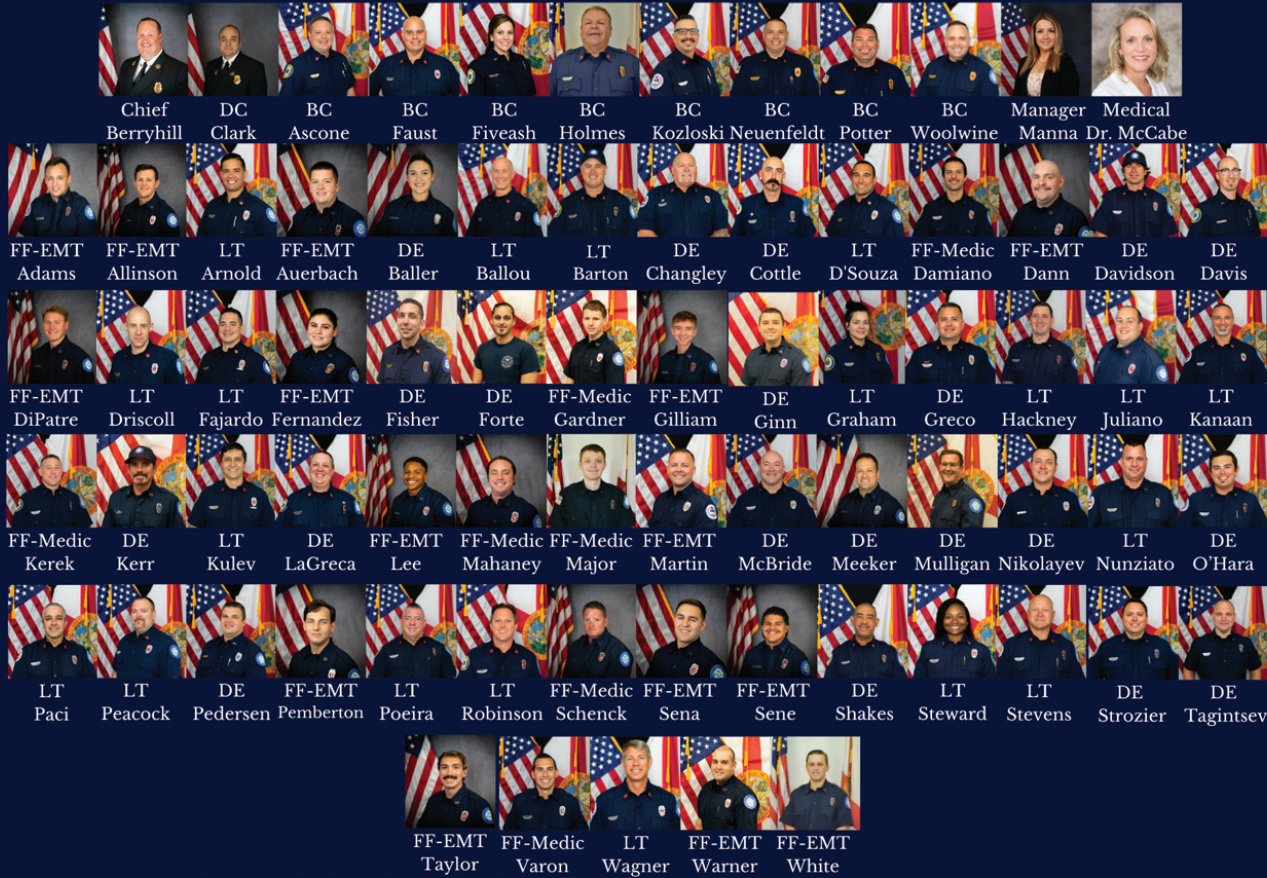 Chief DC BC BC BC BC BC BC BC BC Manager Medical
Berryhill Clark Ascone Faust Fiveash Holmes Kozloski Neuenfeldt Potter Woolwine Manna Dr. McCabe
FF-EMT FF-EMT LT FF-EMT DE LT LT DE DE LT FF-Medic FF-EMT DE DE
Adams Allinson Arnold Auerbach Baller Ballou Barton Changley Cottle D'Souza Damiano Dann Davidson Davis
FF-EMT LT LT FF-EMT DE DE FF-Medic FF-EMT DE LT DE LT LT LT
DiPatre Driscoll Fajardo Fernandez Fisher Forte Gardner Gilliam Ginn Graham Greco Hackney Juliano Kanaan
FF-Medic DE LT DE FF-EMT FF-Medic FF-Medic FF-EMT DE DE DE DE LT DE
Kerek Kerr Kulev LaGreca Lee Mahaney Major Martin McBride Meeker Mulligan Nikolayev Nunziato O'Hara
LT LT DE FF-EMT LT LT FF-Medic FF-EMT FF-EMT DE LT LT DE DE
Paci Peacock Pedersen Pemberton Poeira Robinson Schenck Sena Sene Shakes Steward Stevens Strozier Tagintsev
FF-EMT FF-Medic LT FF-EMT FF-EMT
Taylor Varon Wagner Warner White